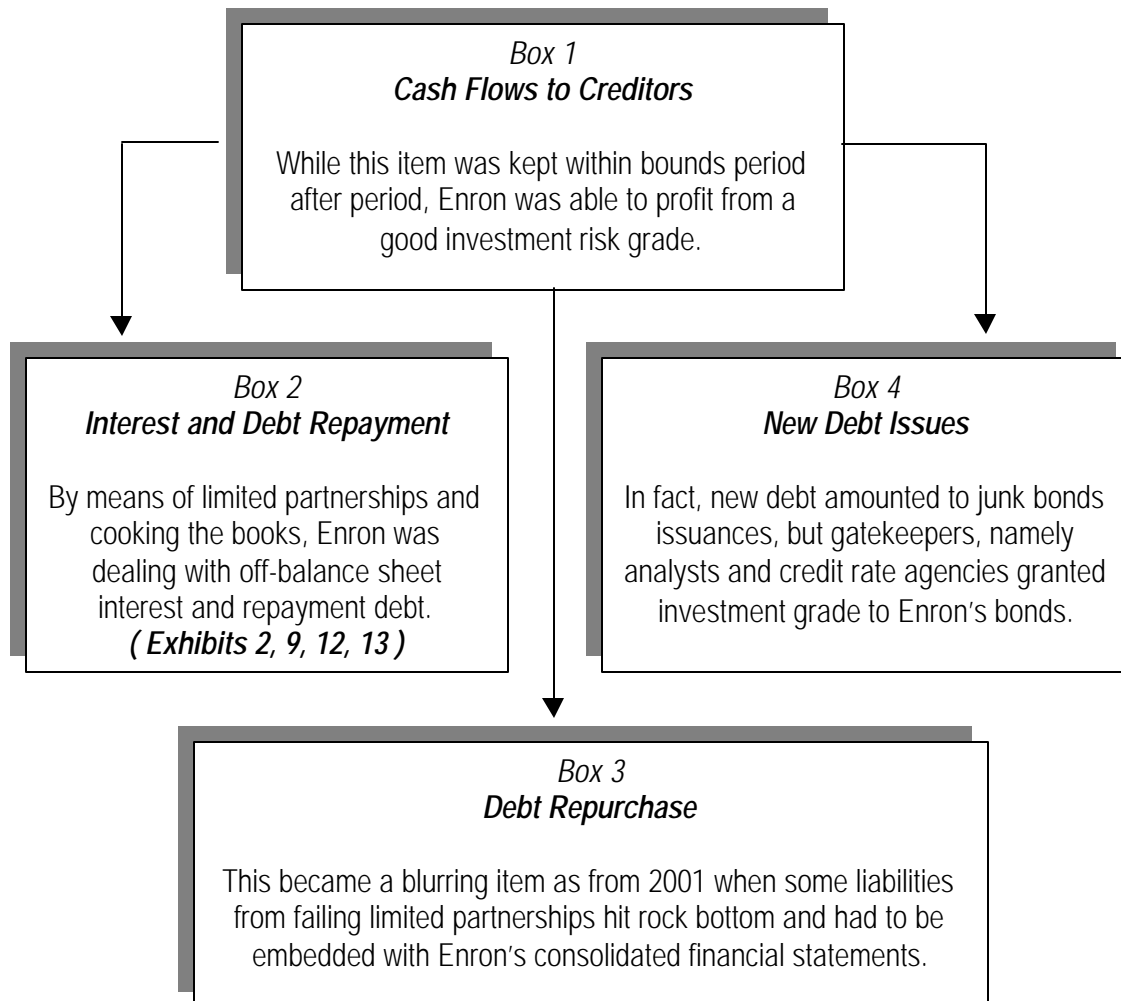 Box 1
Cash Flows to Creditors
While this item was kept within bounds period
after period, Enron was able to profit from a
good investment risk grade.
Box 2
Interest and Debt Repayment
By means of limited partnerships and
cooking the books, Enron was
dealing with off-balance sheet
interest and repayment debt.
( Exhibits 2, 9, 12, 13 )
Box 4
New Debt Issues
In fact, new debt amounted to junk bonds
issuances, but gatekeepers, namely
analysts and credit rate agencies granted
investment grade to Enron's bonds.
Box 3
Debt Repurchase
This became a blurring item as from 2001 when some liabilities
from failing limited partnerships hit rock bottom and had to be
embedded with Enron's consolidated financial statements.